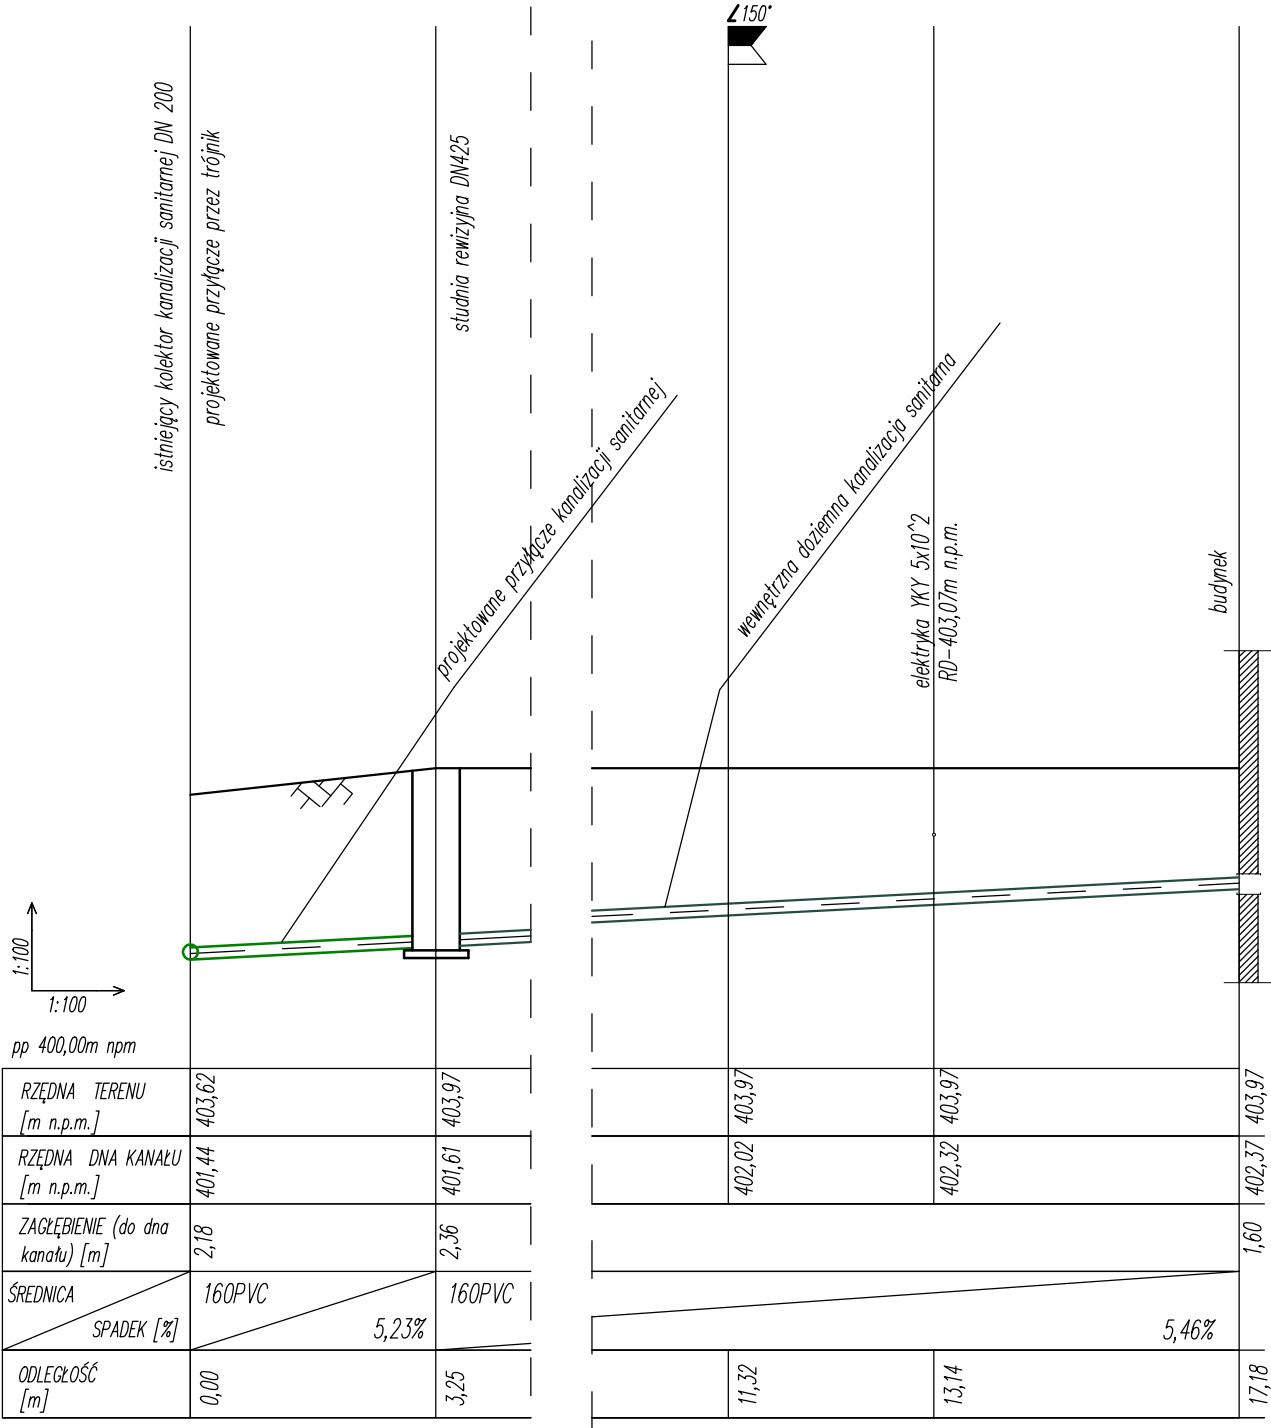 ∠150°
istniejący kolektor kanalizacji sanitarnej DN 200
projektowane przyłącze przez trójnik
studnia rewizyjna DN425
projektowane przyłącze kanalizacji sanitarnej
wewnętrzna doziemna kanalizacja sanitarna
elektryka YKY 5x10^2
RD-403,07m n.p.m.
budynek
1:100
1:100
pp 400,00m npm
RZĘDNA TERENU
[m n.p.m.]
403,62
403,97
403,97
403,97
403,97
RZĘDNA DNA KANAŁU
[m n.p.m.]
401,44
401,61
402,02
402,32
402,37
ZAGŁĘBIENIE (do dna
kanału) [m]
2,18
2,36
1,60
ŚREDNICA
SPADEK [%]
160PVC
5,23%
160PVC
5,46%
ODLEGŁOŚĆ
[m]
0,00
3,25
11,32
13,14
17,18